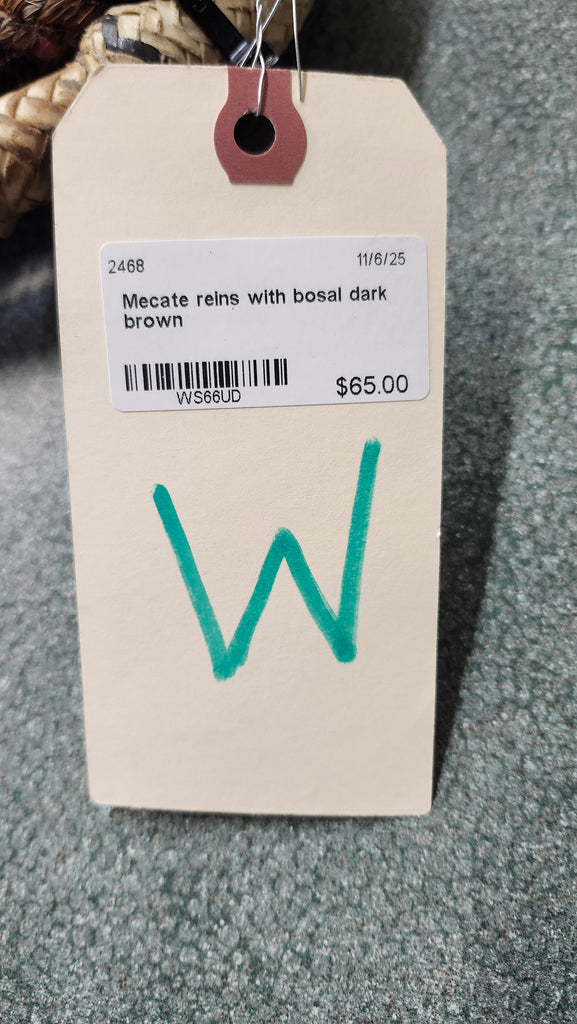 2468 11/6/25
Mecate reins with bosal dark
brown
WS66UD $65.00
W